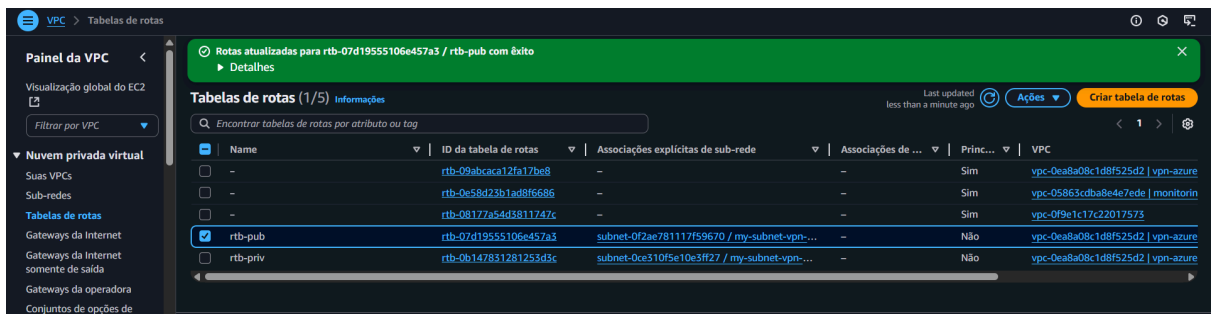 VPC > Tabelas de rotas
Painel da VPC
Visualização global do EC2
Filtrar por VPC
Nuvem privada virtual
Suas VPCs
Sub-redes
Tabelas de rotas
Gateways da Internet
Gateways da Internet somente de saída
Gateways da operadora
Conjuntos de opções de
Rotas atualizadas para rtb-07d19555106e457a3 / rtb-pub com êxito
Detalhes
Tabelas de rotas (1/5) Informações
Last updated less than a minute ago
Ações
Criar tabela de rotas
Encontrar tabelas de rotas por atributo ou tag
< 1 >
Name | ID da tabela de rotas | Associações explícitas de sub-rede | Associações de ... | Princ... | VPC
– rtb-09abcaca12fa17be8 – – Sim vpc-0ea8a08c1d8f525d2 | vpn-azure
– rtb-0e58d23b1ad8f6686 – – Sim vpc-05863cdba8e4e7ede | monitorin
– rtb-08177a54d3811747c – – Sim vpc-0f9e1c17c22017573
rtb-pub rtb-07d19555106e457a3 subnet-0f2ae781117f59670 / my-subnet-vpn-... – Não vpc-0ea8a08c1d8f525d2 | vpn-azure
rtb-priv rtb-0b147831281253d3c subnet-0ce310f5e10e3ff27 / my-subnet-vpn-... – Não vpc-0ea8a08c1d8f525d2 | vpn-azure